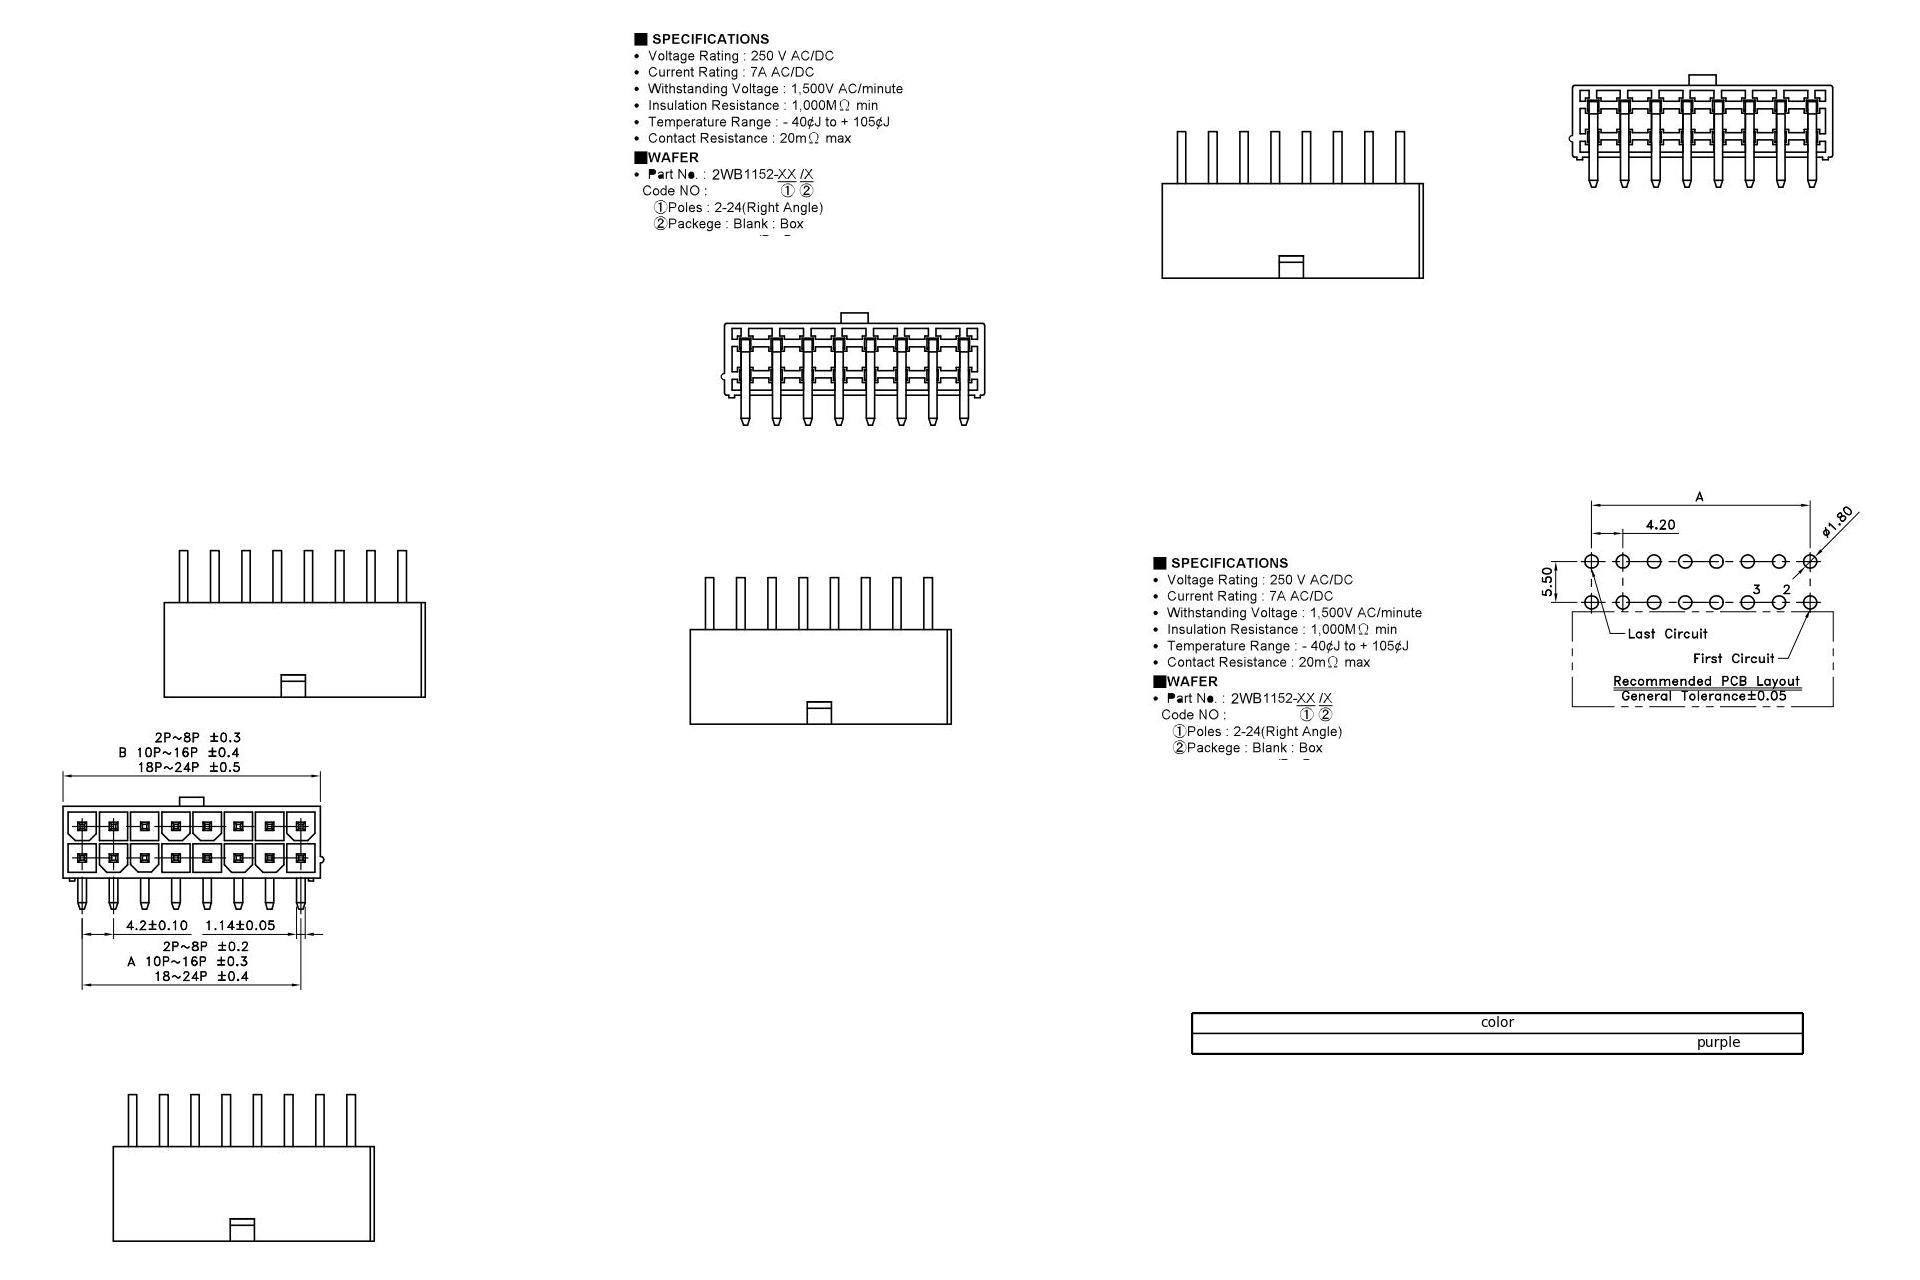 ■ SPECIFICATIONS
• Voltage Rating : 250 V AC/DC
• Current Rating : 7A AC/DC
• Withstanding Voltage : 1,500V AC/minute
• Insulation Resistance : 1,000MΩ min
• Temperature Range : - 40¢J to + 105¢J
• Contact Resistance : 20mΩ max
■WAFER
• Part No. : 2WB1152-XX /X
Code NO : ① ②
①Poles : 2-24(Right Angle)
②Packege : Blank : Box
A
4.20
ø1.80
5.50
3 2
Last Circuit
First Circuit
Recommended PCB Layout
General Tolerance±0.05
■ SPECIFICATIONS
• Voltage Rating : 250 V AC/DC
• Current Rating : 7A AC/DC
• Withstanding Voltage : 1,500V AC/minute
• Insulation Resistance : 1,000MΩ min
• Temperature Range : - 40¢J to + 105¢J
• Contact Resistance : 20mΩ max
■WAFER
• Part No. : 2WB1152-XX /X
Code NO : ① ②
①Poles : 2-24(Right Angle)
②Packege : Blank : Box
2P~8P ±0.3
B 10P~16P ±0.4
18P~24P ±0.5
4.2±0.10 1.14±0.05
2P~8P ±0.2
A 10P~16P ±0.3
18~24P ±0.4
color
purple